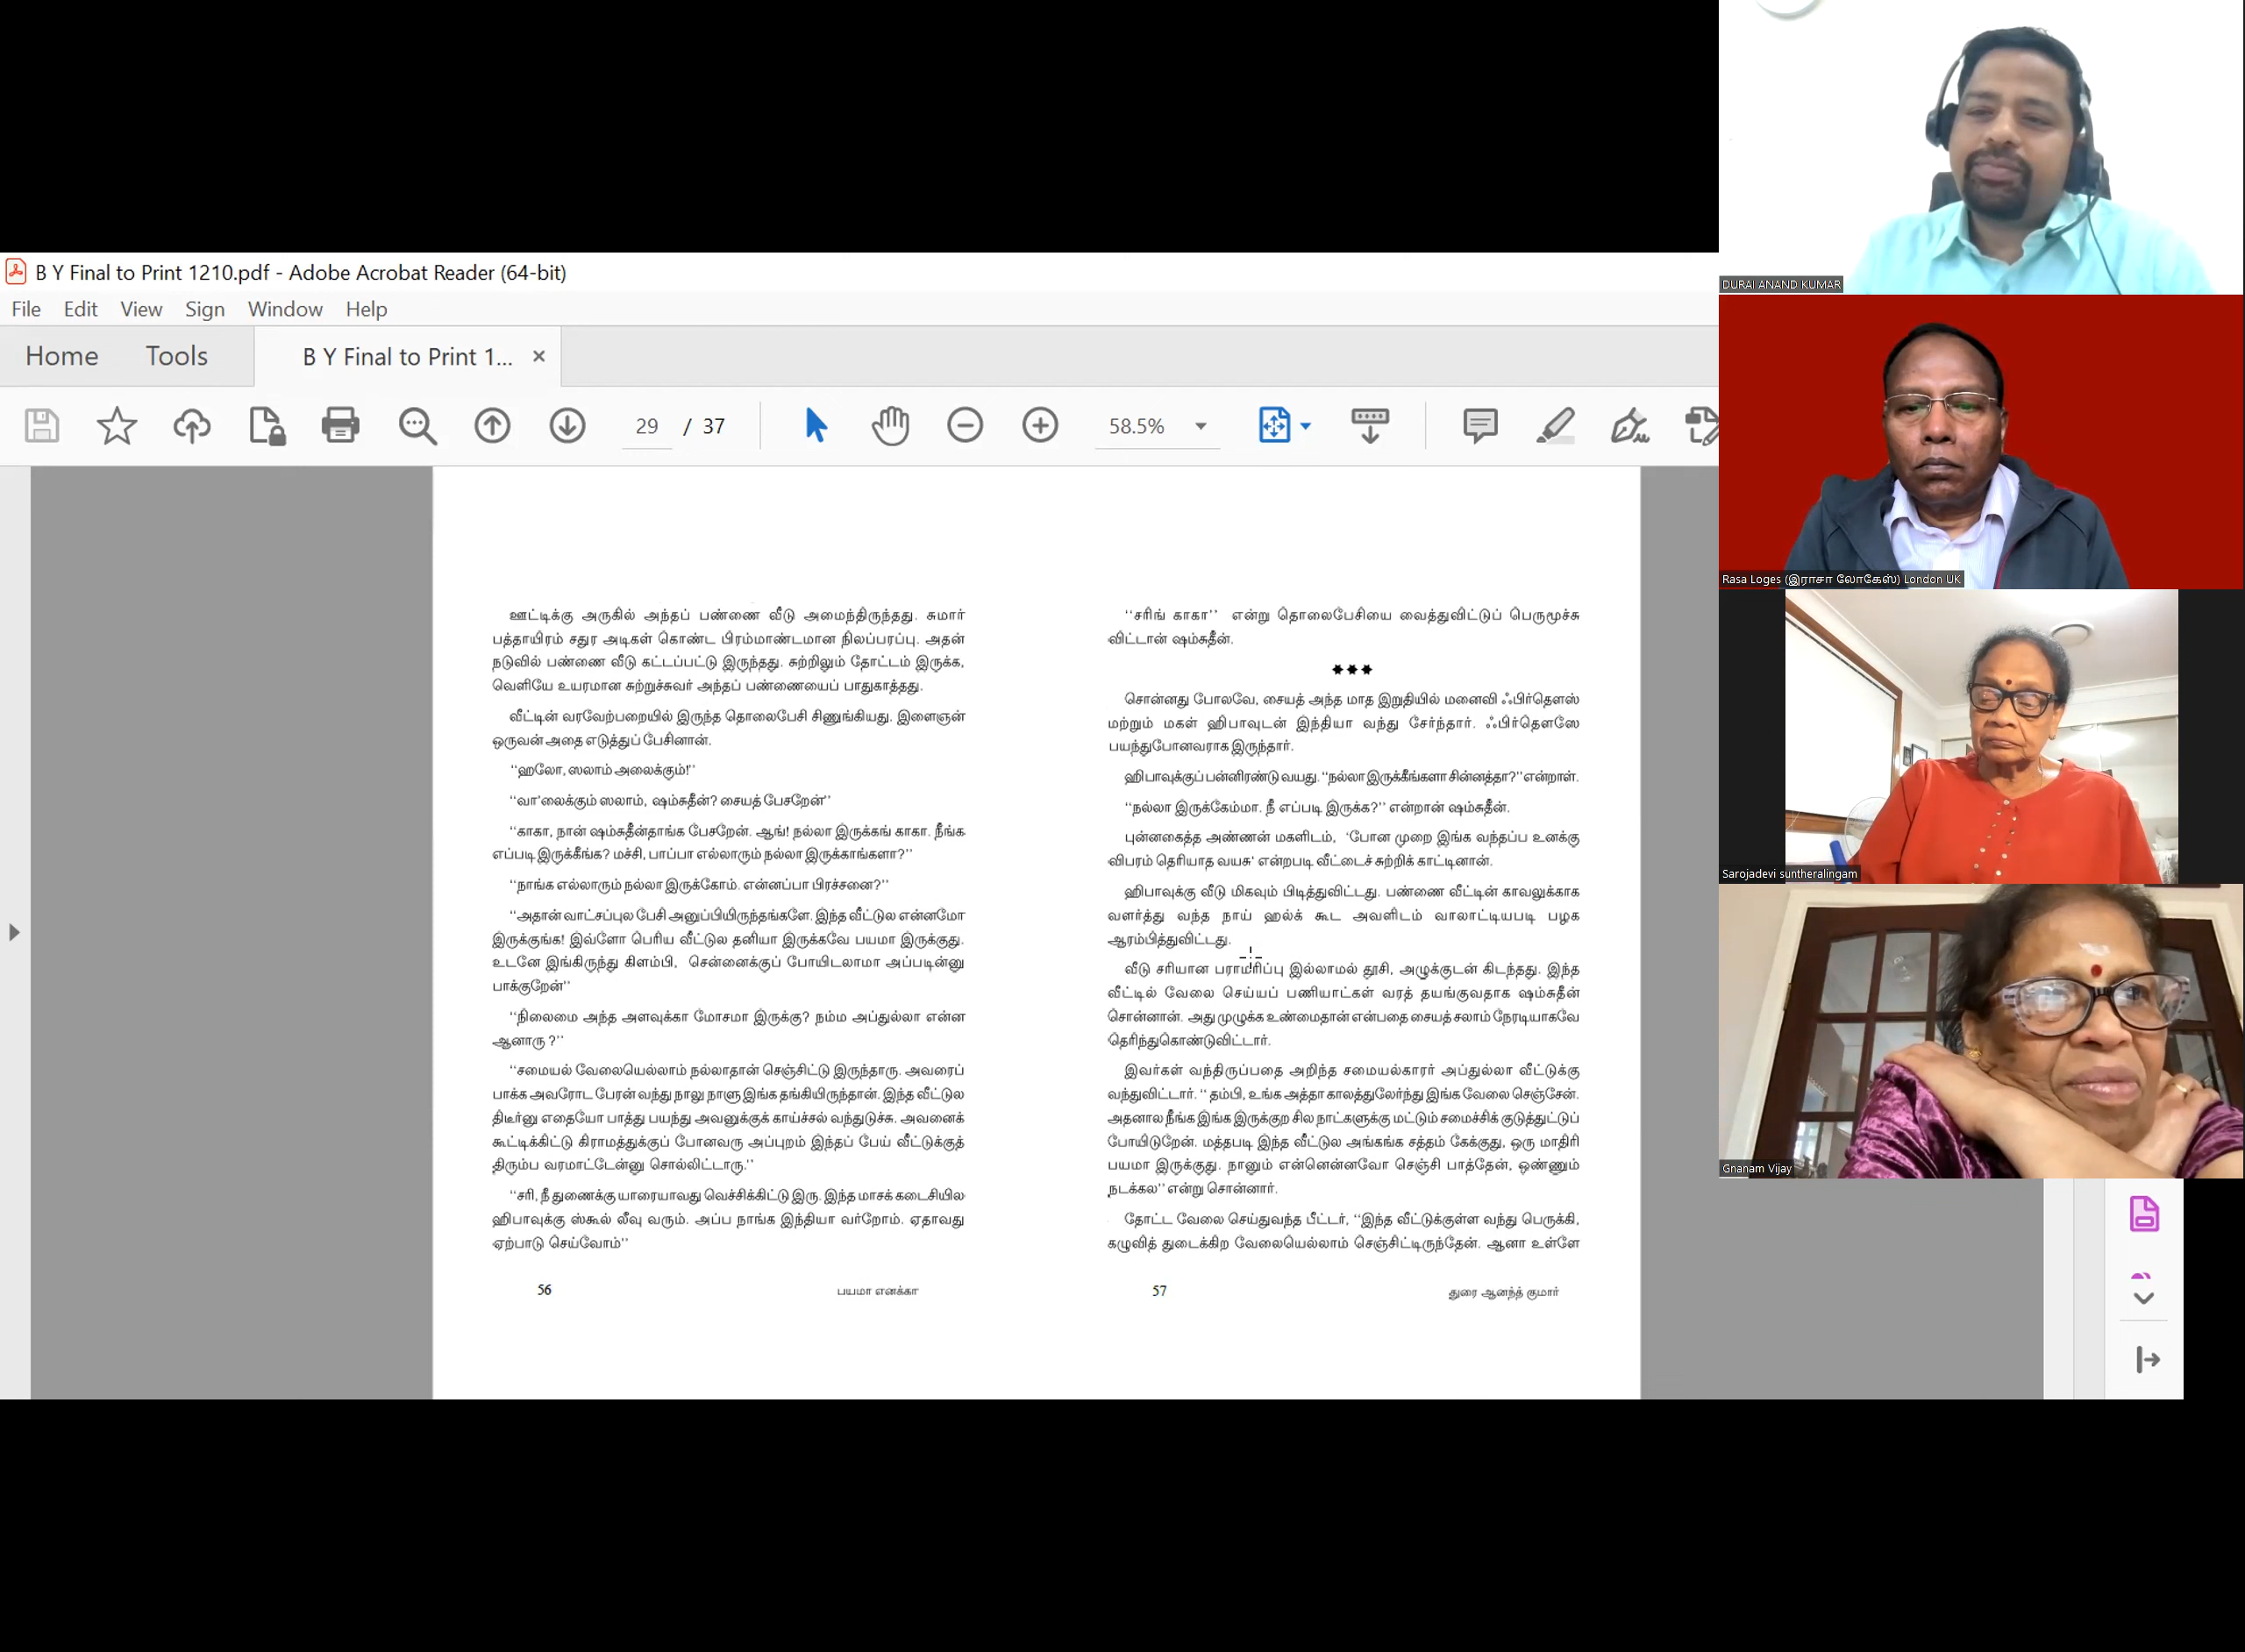 B Y Final to Print 1210.pdf - Adobe Acrobat Reader (64-bit)
File Edit View Sign Window Help
Home Tools B Y Final to Print 1... ×
29 / 37 58.5%
ஊட்டிக்கு அருகில் அந்தப் பண்ணை வீடு அமைந்திருந்தது. சுமார்
பத்தாயிரம் சதுர அடிகள் கொண்ட பிரம்மாண்டமான நிலப்பரப்பு. அதன்
நடுவில் பண்ணை வீடு கட்டப்பட்டு இருந்தது. சுற்றிலும் தோட்டம் இருக்க,
வெளியே உயரமான சுற்றுச்சுவர் அந்தப் பண்ணையைப் பாதுகாத்தது.
வீட்டின் வரவேற்பறையில் இருந்த தொலைபேசி சிணுங்கியது. இளைஞன்
ஒருவன் அதை எடுத்துப் பேசினான்.
‘‘ஹலோ, ஸலாம் அலைக்கும்!’’
‘‘வா’லைக்கும் ஸலாம், ஷம்சுதீன்? சையத் பேசறேன்’’
‘‘காகா, நான் ஷம்சுதீன்தாங்க பேசறேன். ஆங்! நல்லா இருக்கங் காகா. நீங்க
எப்படி இருக்கீங்க? மச்சி, பாப்பா எல்லாரும் நல்லா இருக்காங்களா?’’
‘‘நாங்க எல்லாரும் நல்லா இருக்கோம். என்னப்பா பிரச்சனை?’’
‘‘அதான் வாட்சப்புல பேசி அனுப்பியிருந்தங்களே. இந்த வீட்டுல என்னமோ
இருக்குங்க! இவ்ளோ பெரிய வீட்டுல தனியா இருக்கவே பயமா இருக்குது.
உடனே இங்கிருந்து கிளம்பி, சென்னைக்குப் போயிடலாமா அப்படின்னு
பாக்குறேன்’’
‘‘நிலைமை அந்த அளவுக்கா மோசமா இருக்கு? நம்ம அப்துல்லா என்ன
ஆனாரு ?’’
‘‘சமையல் வேலையெல்லாம் நல்லாதான் செஞ்சிட்டு இருந்தாரு. அவரைப்
பாக்க அவரோட பேரன் வந்து நாலு நாளு இங்க தங்கியிருந்தான். இந்த வீட்டுல
திடீர்னு எதையோ பாத்து பயந்து அவனுக்குக் காய்ச்சல் வந்துடுச்சு. அவனைக்
கூட்டிக்கிட்டு கிராமத்துக்குப் போனவரு அப்புறம் இந்தப் பேய் வீட்டுக்குத்
திரும்ப வரமாட்டேன்னு சொல்லிட்டாரு.’’
‘‘சரி, நீ துணைக்கு யாரையாவது வெச்சிக்கிட்டு இரு. இந்த மாசக் கடைசியில
ஹிபாவுக்கு ஸ்கூல் லீவு வரும். அப்ப நாங்க இந்தியா வர்றோம். ஏதாவது
ஏற்பாடு செய்வோம்’’
56 பயமா எனக்கா
‘‘சரிங் காகா’’ என்று தொலைபேசியை வைத்துவிட்டுப் பெருமூச்சு
விட்டான் ஷம்சுதீன்.
***
சொன்னது போலவே, சையத் அந்த மாத இறுதியில் மனைவி ஃபிர்தௌஸ்
மற்றும் மகள் ஹிபாவுடன் இந்தியா வந்து சேர்ந்தார். ஃபிர்தௌஸே
பயந்துபோனவராக இருந்தார்.
ஹிபாவுக்குப் பன்னிரண்டு வயது. ‘‘நல்லா இருக்கீங்களா சின்னத்தா?’’ என்றாள்.
‘‘நல்லா இருக்கேம்மா. நீ எப்படி இருக்க?’’ என்றான் ஷம்சுதீன்.
புன்னகைத்த அண்ணன் மகளிடம், ‘போன முறை இங்க வந்தப்ப உனக்கு
விபரம் தெரியாத வயசு’ என்றபடி வீட்டைச் சுற்றிக் காட்டினான்.
ஹிபாவுக்கு வீடு மிகவும் பிடித்துவிட்டது. பண்ணை வீட்டின் காவலுக்காக
வளர்த்து வந்த நாய் ஹல்க் கூட அவளிடம் வாலாட்டியபடி பழக
ஆரம்பித்துவிட்டது.
வீடு சரியான பராமரிப்பு இல்லாமல் தூசி, அழுக்குடன் கிடந்தது. இந்த
வீட்டில் வேலை செய்யப் பணியாட்கள் வரத் தயங்குவதாக ஷம்சுதீன்
சொன்னான். அது முழுக்க உண்மைதான் என்பதை சையத் சலாம் நேரடியாகவே
தெரிந்துகொண்டுவிட்டார்.
இவர்கள் வந்திருப்பதை அறிந்த சமையல்காரர் அப்துல்லா வீட்டுக்கு
வந்துவிட்டார். ‘‘ தம்பி, உங்க அத்தா காலத்துலேர்ந்து இங்க வேலை செஞ்சேன்.
அதனால நீங்க இங்க இருக்குற சில நாட்களுக்கு மட்டும் சமைச்சிக் குடுத்துட்டுப்
போயிடுறேன். மத்தபடி இந்த வீட்டுல அங்கங்க சத்தம் கேக்குது, ஒரு மாதிரி
பயமா இருக்குது. நானும் என்னென்னவோ செஞ்சி பாத்தேன், ஒண்ணும்
நடக்கல’’ என்று சொன்னார்.
தோட்ட வேலை செய்துவந்த பீட்டர், ‘‘இந்த வீட்டுக்குள்ள வந்து பெருக்கி,
கழுவித் துடைக்கிற வேலையெல்லாம் செஞ்சிட்டிருந்தேன். ஆனா உள்ளே
57 துரை ஆனந்த் குமார்
DURAI ANAND KUMAR
Rasa Loges (இராசா லோகேஸ்) London UK
Sarojadevi suntheralingam
Gnanam Vijay